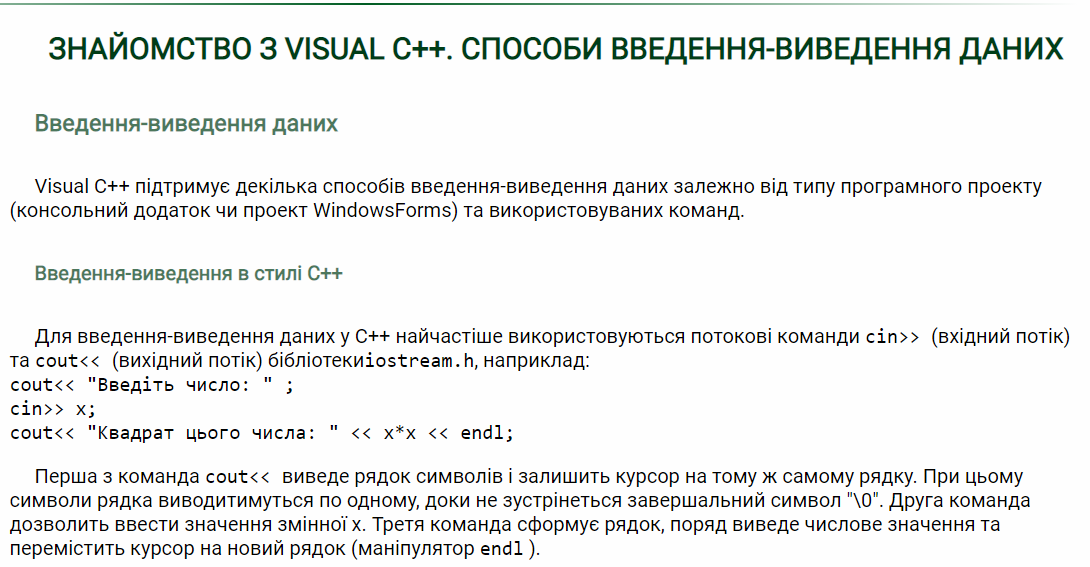 ЗНАЙОМСТВО З VISUAL C++. СПОСОБИ ВВЕДЕННЯ-ВИВЕДЕННЯ ДАНИХ
Введення-виведення даних
Visual C++ підтримує декілька способів введення-виведення даних залежно від типу програмного проекту
(консольний додаток чи проект WindowsForms) та використовуваних команд.
Введення-виведення в стилі C++
Для введення-виведення даних у C++ найчастіше використовуються потокові команди cin>> (вхідний потік)
та cout<< (вихідний потік) бібліотекиiostream.h, наприклад:
cout<< "Введіть число: " ;
cin>> x;
cout<< "Квадрат цього числа: " << x*x << endl;
Перша з команда cout<< виведе рядок символів і залишить курсор на тому ж самому рядку. При цьому
символи рядка виводитимуться по одному, доки не зустрінеться завершальний символ "\0". Друга команда
дозволить ввести значення змінної x. Третя команда сформує рядок, поряд виведе числове значення та
перемістить курсор на новий рядок (маніпулятор endl ).